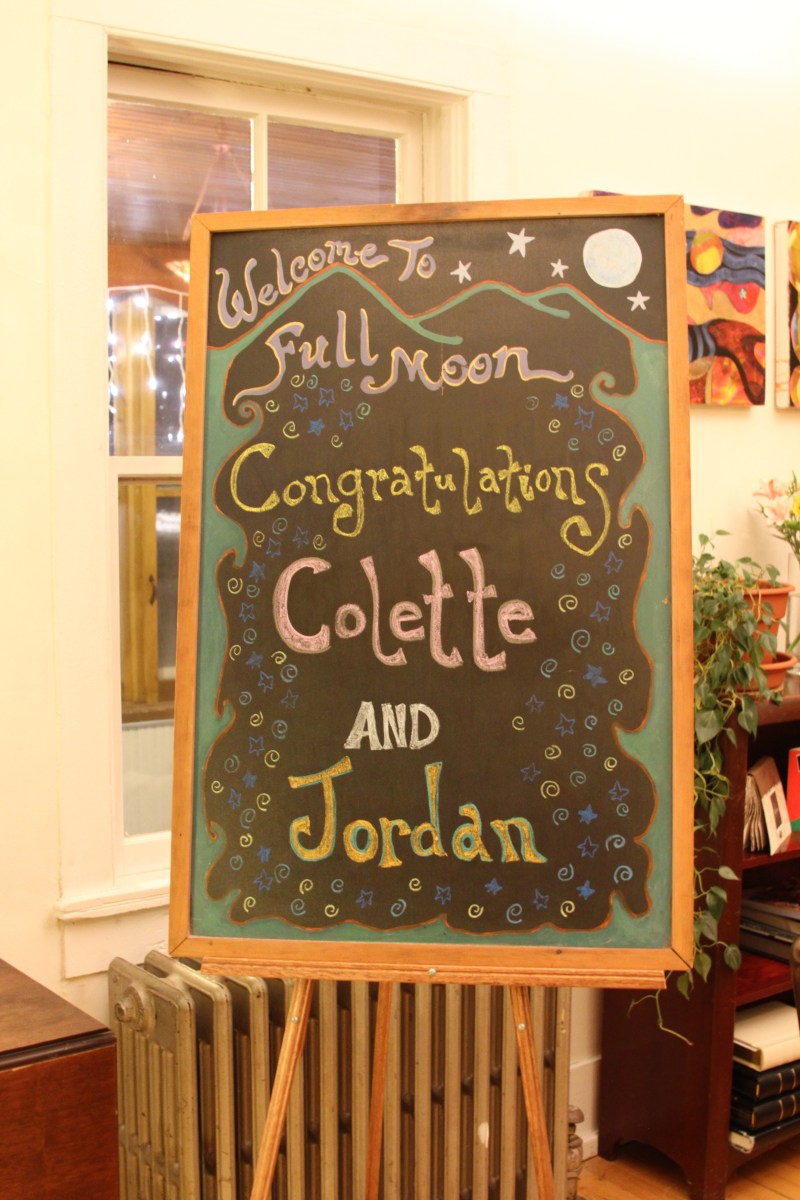 Welcome To
Full Moon
Congratulations
Colette
AND
Jordan